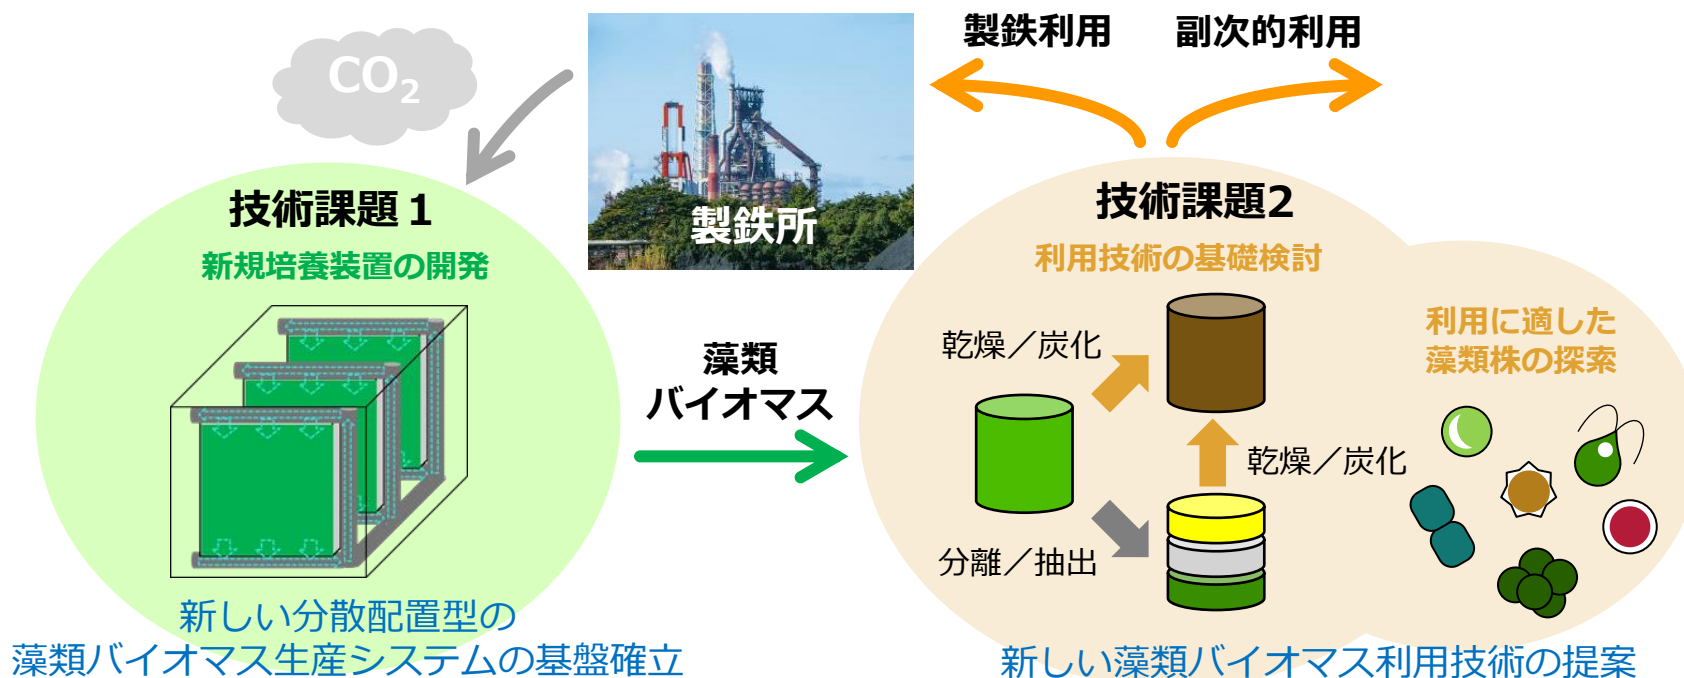 CO2
製鉄所
製鉄利用
副次的利用
技術課題1
新規培養装置の開発
新しい分散配置型の
藻類バイオマス生産システムの基盤確立
藻類
バイオマス
技術課題2
利用技術の基礎検討
乾燥／炭化
乾燥／炭化
分離／抽出
利用に適した
藻類株の探索
新しい藻類バイオマス利用技術の提案